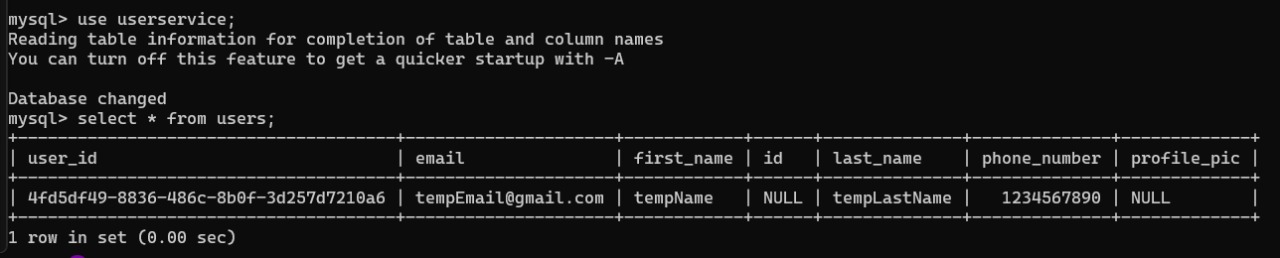 mysql> use userservice;
Reading table information for completion of table and column names
You can turn off this feature to get a quicker startup with -A
Database changed
mysql> select * from users;
+--------------------------------------+---------------------+------------+------+--------------+--------------+-------------+
| user_id | email | first_name | id | last_name | phone_number | profile_pic |
+--------------------------------------+---------------------+------------+------+--------------+--------------+-------------+
| 4fd5df49-8836-486c-8b0f-3d257d7210a6 | tempEmail@gmail.com | tempName | NULL | tempLastName | 1234567890 | NULL |
+--------------------------------------+---------------------+------------+------+--------------+--------------+-------------+
1 row in set (0.00 sec)